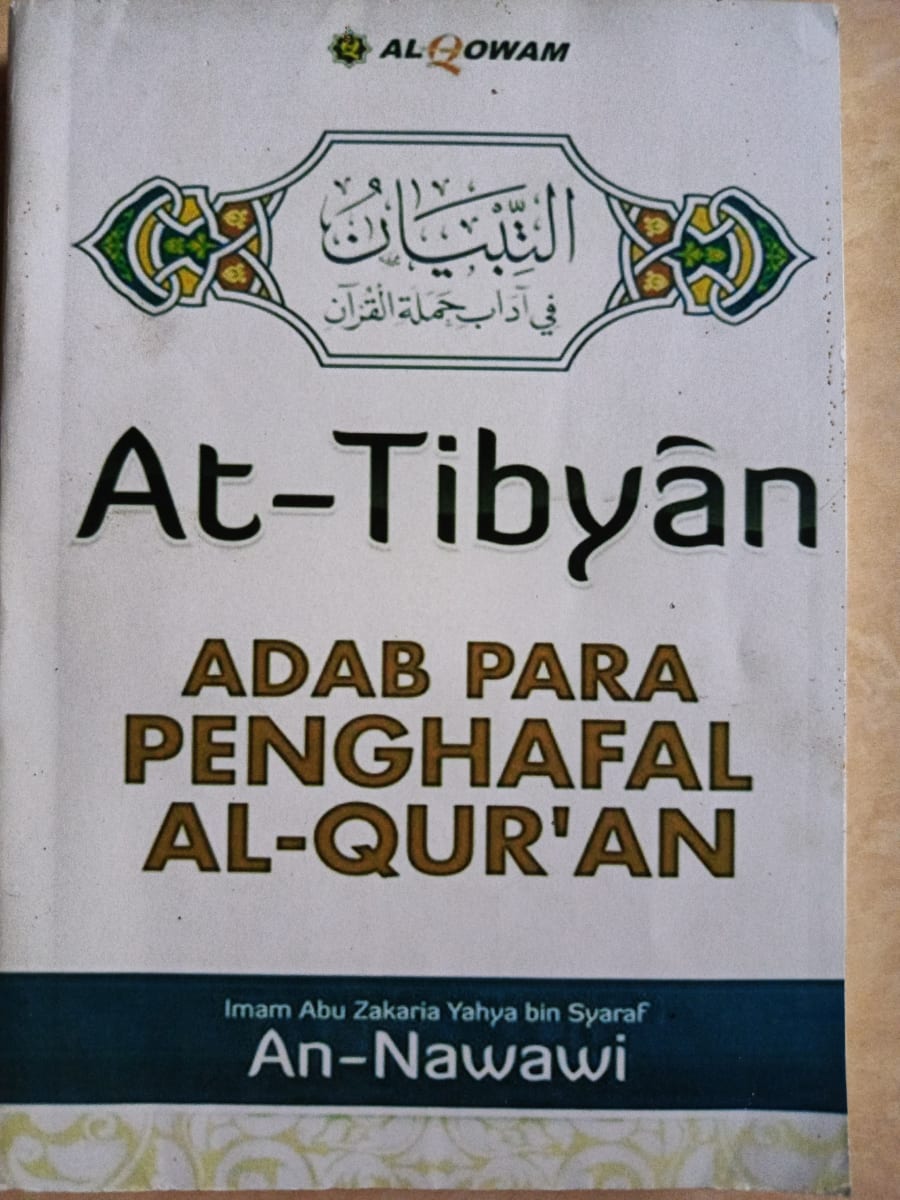 AL QOWAM
التِّبْيَانُ
في آدَابِ حَمَلَةِ الْقُرْآن
At-Tibyân
ADAB PARA
PENGHAFAL
AL-QUR'AN
Imam Abu Zakaria Yahya bin Syaraf
An-Nawawi